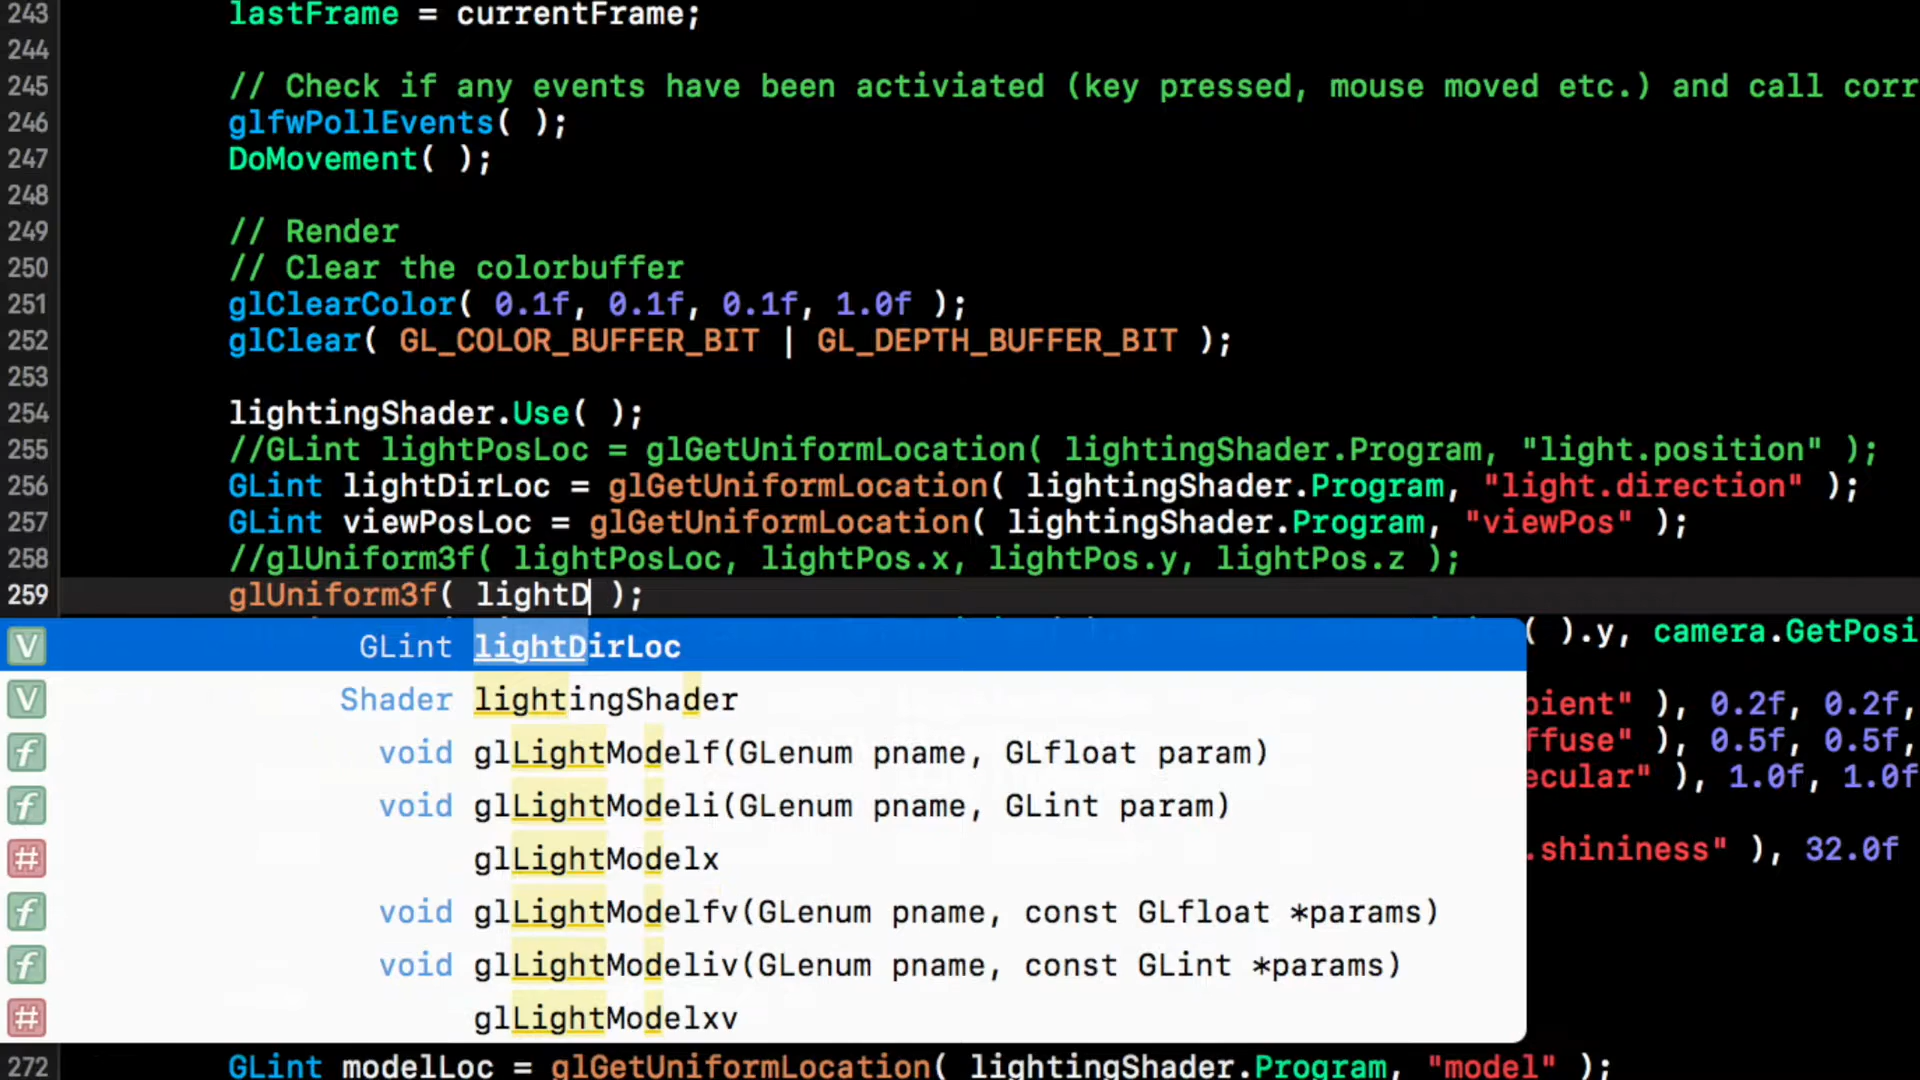 243 lastFrame = currentFrame;
244
245 // Check if any events have been activiated (key pressed, mouse moved etc.) and call corr
246 glfwPollEvents( );
247 DoMovement( );
248
249 // Render
250 // Clear the colorbuffer
251 glClearColor( 0.1f, 0.1f, 0.1f, 1.0f );
252 glClear( GL_COLOR_BUFFER_BIT | GL_DEPTH_BUFFER_BIT );
253
254 lightingShader.Use( );
255 //GLint lightPosLoc = glGetUniformLocation( lightingShader.Program, "light.position" );
256 GLint lightDirLoc = glGetUniformLocation( lightingShader.Program, "light.direction" );
257 GLint viewPosLoc = glGetUniformLocation( lightingShader.Program, "viewPos" );
258 //glUniform3f( lightPosLoc, lightPos.x, lightPos.y, lightPos.z );
259 glUniform3f( lightD );
( ).y, camera.GetPosi
V GLint lightDirLoc
V Shader lightingShader
bient" ), 0.2f, 0.2f,
f void glLightModelf(GLenum pname, GLfloat param)
ffuse" ), 0.5f, 0.5f,
ecular" ), 1.0f, 1.0f
f void glLightModeli(GLenum pname, GLint param)
# glLightModelx
.shininess" ), 32.0f
f void glLightModelfv(GLenum pname, const GLfloat *params)
f void glLightModeliv(GLenum pname, const GLint *params)
# glLightModelxv
272 GLint modelLoc = glGetUniformLocation( lightingShader.Program, "model" );